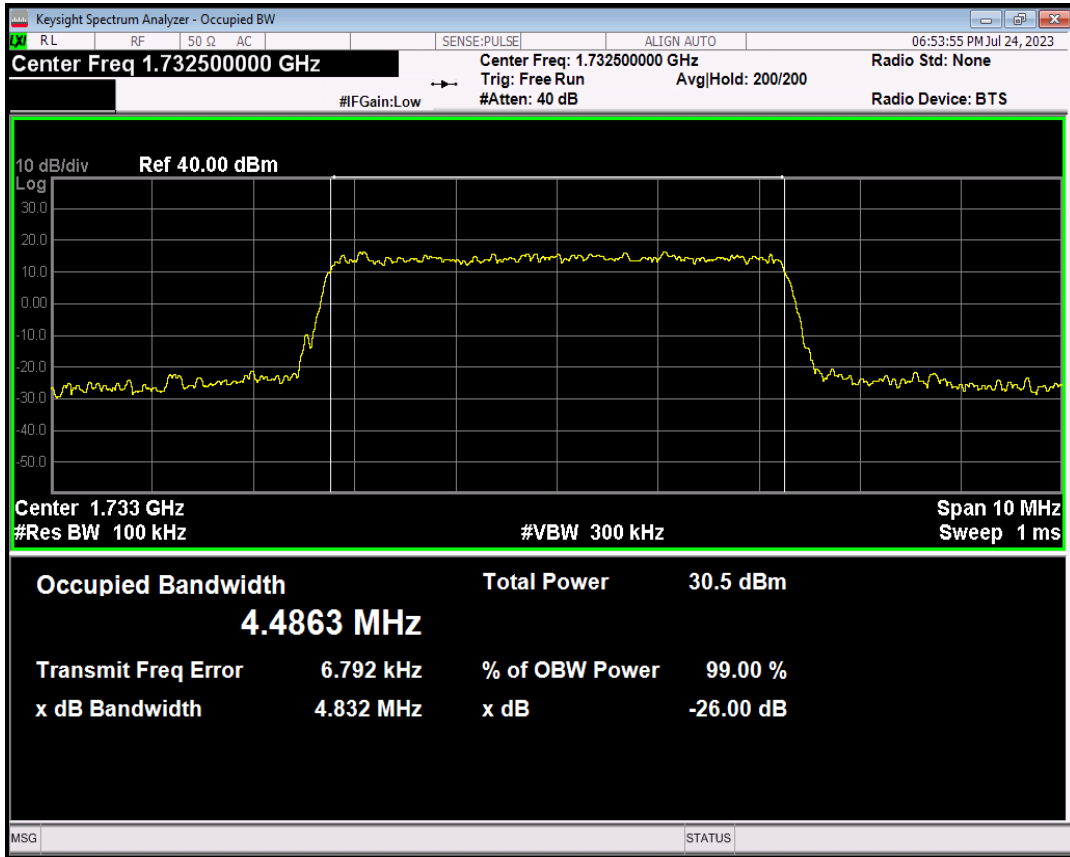 Keysight Spectrum Analyzer - Occupied BW
LXI RL RF 50 Ω AC SENSE:PULSE ALIGN AUTO 06:53:55 PM Jul 24, 2023
Center Freq 1.732500000 GHz Center Freq: 1.732500000 GHz Radio Std: None
Trig: Free Run Avg|Hold: 200/200
#IFGain:Low #Atten: 40 dB Radio Device: BTS
10 dB/div Ref 40.00 dBm
Log
30.0
20.0
10.0
0.00
-10.0
-20.0
-30.0
-40.0
-50.0
Center 1.733 GHz Span 10 MHz
#Res BW 100 kHz #VBW 300 kHz Sweep 1 ms
Occupied Bandwidth Total Power 30.5 dBm
4.4863 MHz
Transmit Freq Error 6.792 kHz % of OBW Power 99.00 %
x dB Bandwidth 4.832 MHz x dB -26.00 dB
MSG STATUS